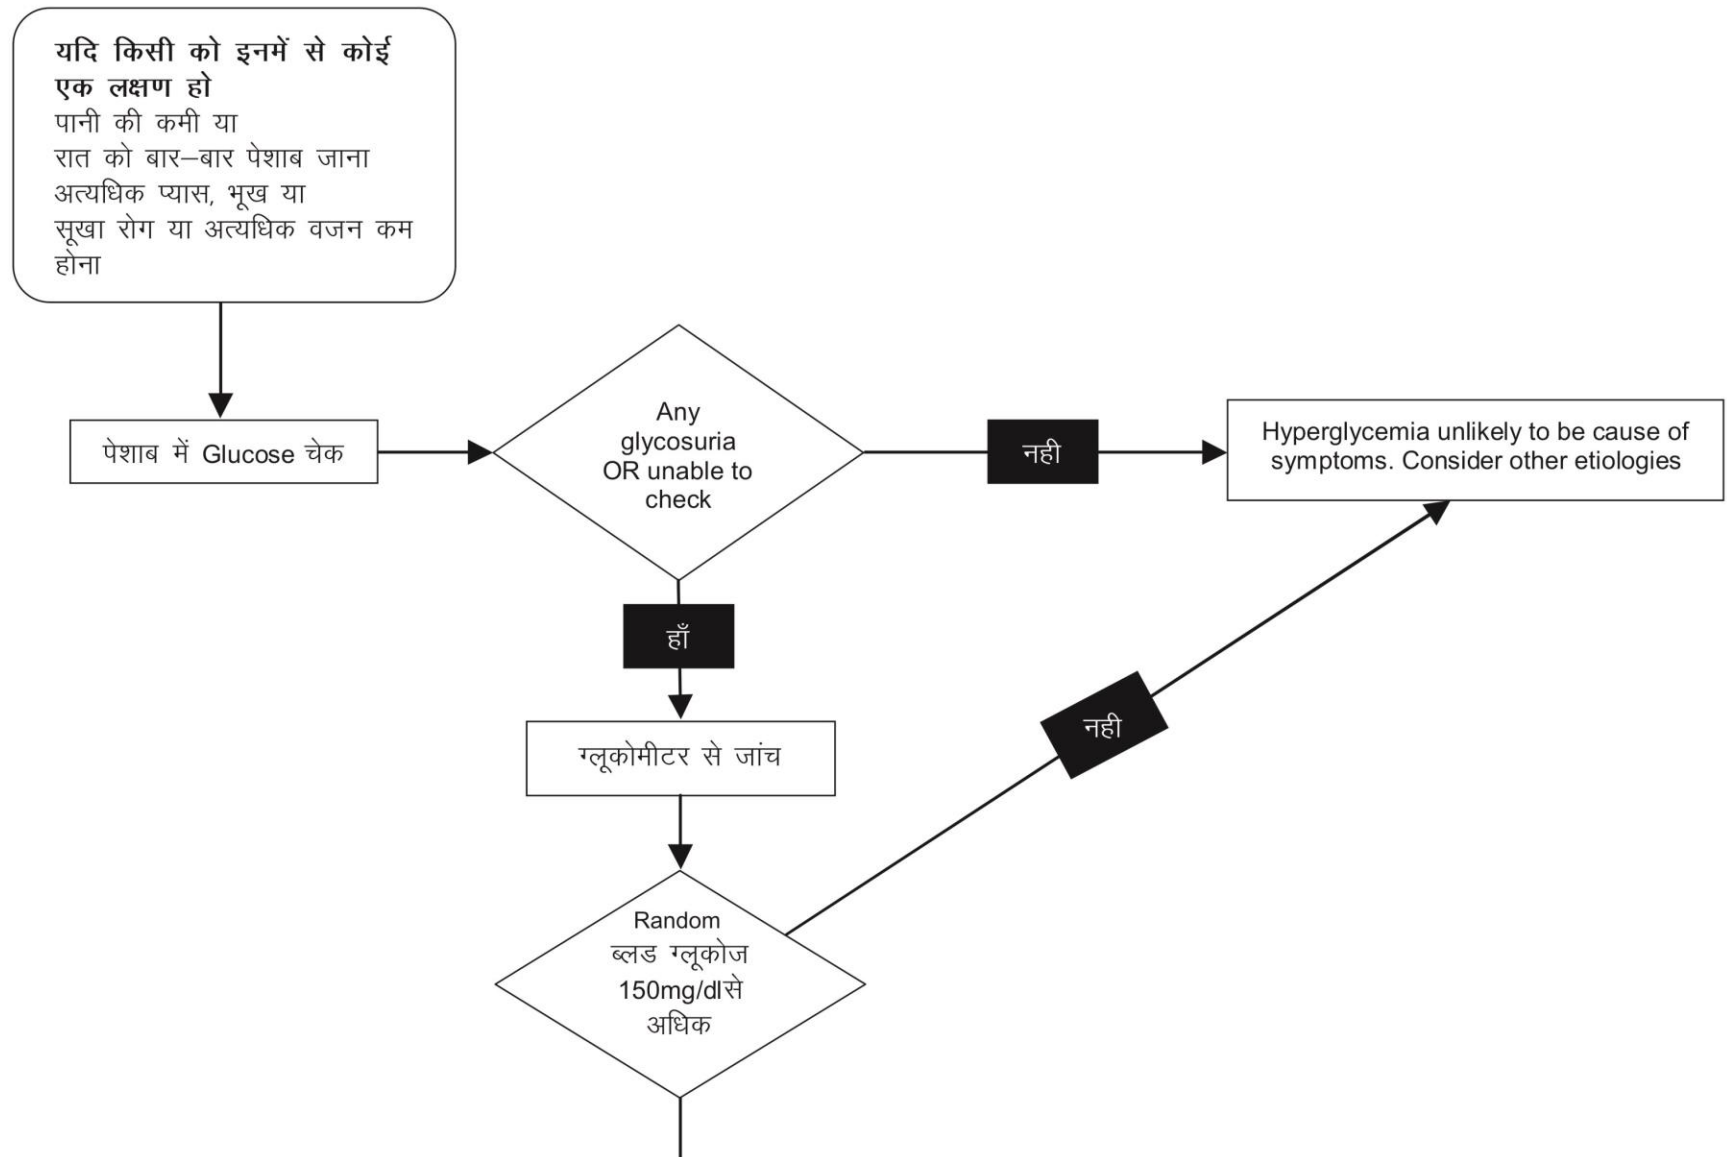 यदि किसी को इनमें से कोई
एक लक्षण हो
पानी की कमी या
रात को बार–बार पेशाब जाना
अत्यधिक प्यास, भूख या
सूखा रोग या अत्यधिक वजन कम
होना
पेशाब में Glucose चेक
Any
glycosuria
OR unable to
check
नही
Hyperglycemia unlikely to be cause of
symptoms. Consider other etiologies
हाँ
ग्लूकोमीटर से जांच
नही
Random
ब्लड ग्लूकोज
150mg/dlसे
अधिक